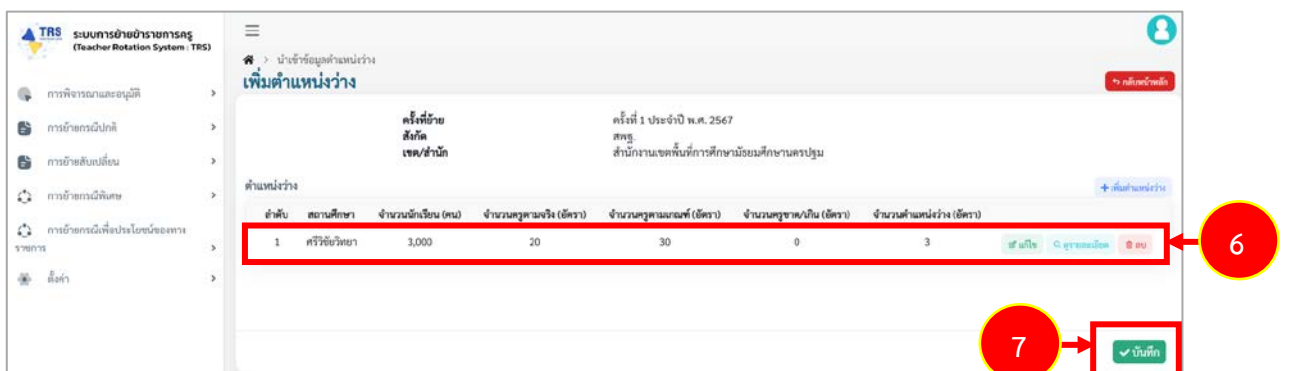 TRS ระบบการย้ายข้าราชการครู
(Teacher Rotation System : TRS)
> นำเข้าข้อมูลตำแหน่งว่าง
เพิ่มตำแหน่งว่าง
กลับหน้าหลัก
การพิจารณาและอนุมัติ
การย้ายกรณีปกติ
การย้ายสับเปลี่ยน
การย้ายกรณีพิเศษ
การย้ายกรณีเพื่อประโยชน์ของทาง
ราชการ
ตั้งค่า
ครั้งที่ย้าย ครั้งที่ 1 ประจำปี พ.ศ. 2567
สังกัด สพฐ.
เขต/สำนัก สำนักงานเขตพื้นที่การศึกษามัธยมศึกษานครปฐม
ตำแหน่งว่าง
+ เพิ่มตำแหน่งว่าง
ลำดับ สถานศึกษา จำนวนนักเรียน (คน) จำนวนครูตามจริง (อัตรา) จำนวนครูตามเกณฑ์ (อัตรา) จำนวนครูขาด/เกิน (อัตรา) จำนวนตำแหน่งว่าง (อัตรา)
1 ศรีวิชัยวิทยา 3,000 20 30 0 3 แก้ไข ดูรายละเอียด ลบ
6
7
บันทึก